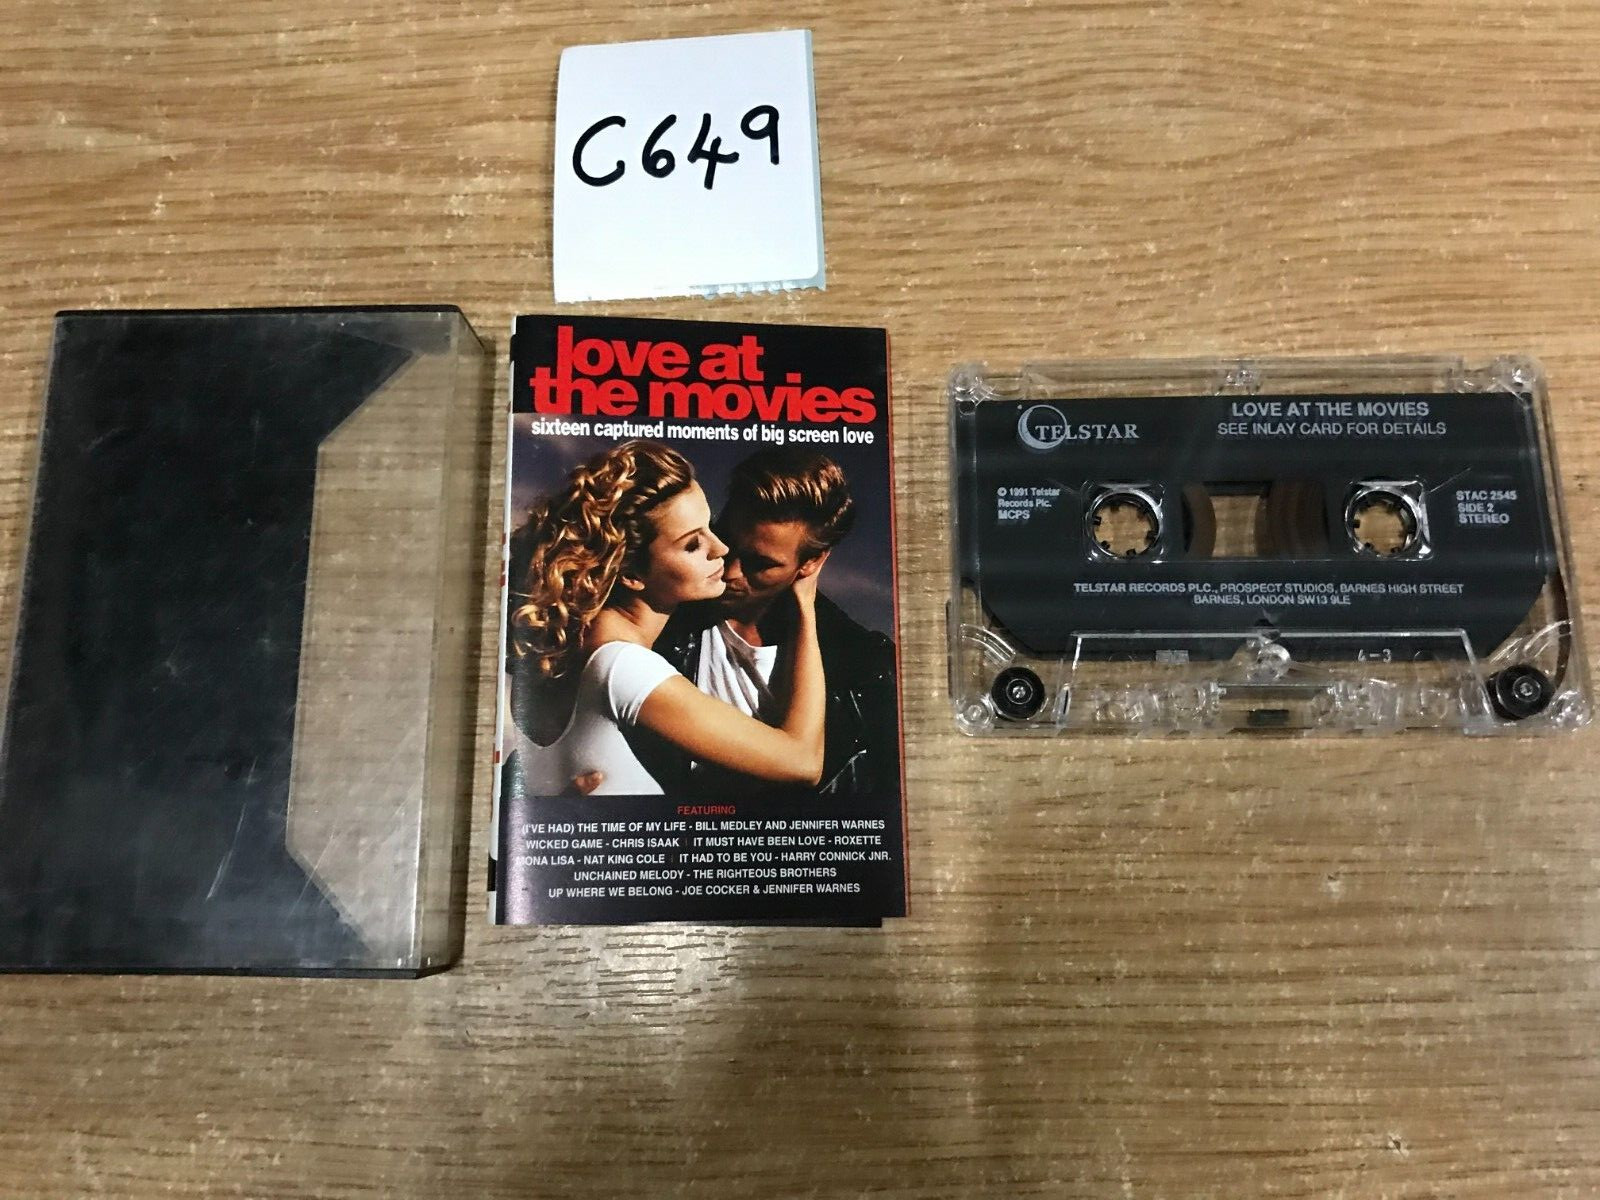 C649
love at
the movies
sixteen captured moments of big screen love
FEATURING
(I'VE HAD) THE TIME OF MY LIFE - BILL MEDLEY AND JENNIFER WARNES
WICKED GAME - CHRIS ISAAK | IT MUST HAVE BEEN LOVE - ROXETTE
MONA LISA - NAT KING COLE | IT HAD TO BE YOU - HARRY CONNICK JNR.
UNCHAINED MELODY - THE RIGHTEOUS BROTHERS
UP WHERE WE BELONG - JOE COCKER & JENNIFER WARNES
TELSTAR
LOVE AT THE MOVIES
SEE INLAY CARD FOR DETAILS
© 1991 Telstar
Records Plc.
MCPS
STAC 2545
SIDE 2
STEREO
TELSTAR RECORDS PLC., PROSPECT STUDIOS, BARNES HIGH STREET
BARNES, LONDON SW13 9LE
4-3